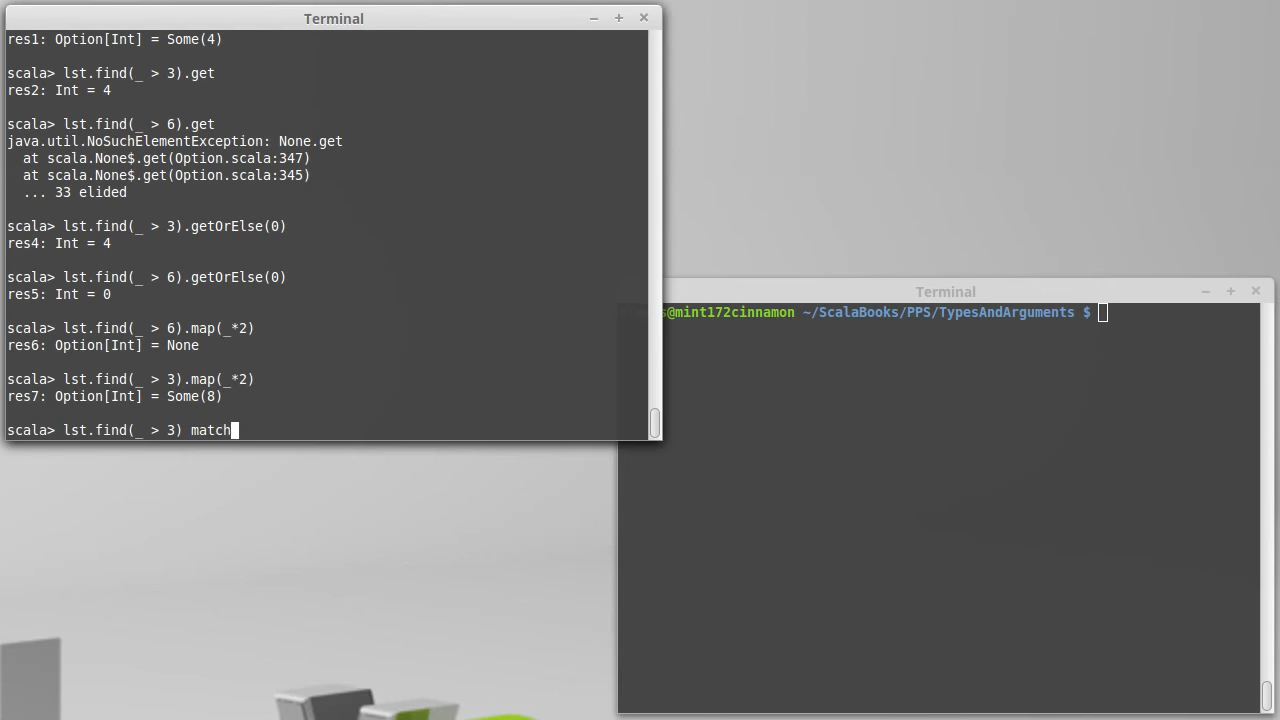 Terminal
res1: Option[Int] = Some(4)
scala> lst.find(_ > 3).get
res2: Int = 4
scala> lst.find(_ > 6).get
java.util.NoSuchElementException: None.get
  at scala.None$.get(Option.scala:347)
  at scala.None$.get(Option.scala:345)
  ... 33 elided
scala> lst.find(_ > 3).getOrElse(0)
res4: Int = 4
scala> lst.find(_ > 6).getOrElse(0)
res5: Int = 0
scala> lst.find(_ > 6).map(_*2)
res6: Option[Int] = None
scala> lst.find(_ > 3).map(_*2)
res7: Option[Int] = Some(8)
scala> lst.find(_ > 3) match
Terminal
@mint172cinnamon ~/ScalaBooks/PPS/TypesAndArguments $